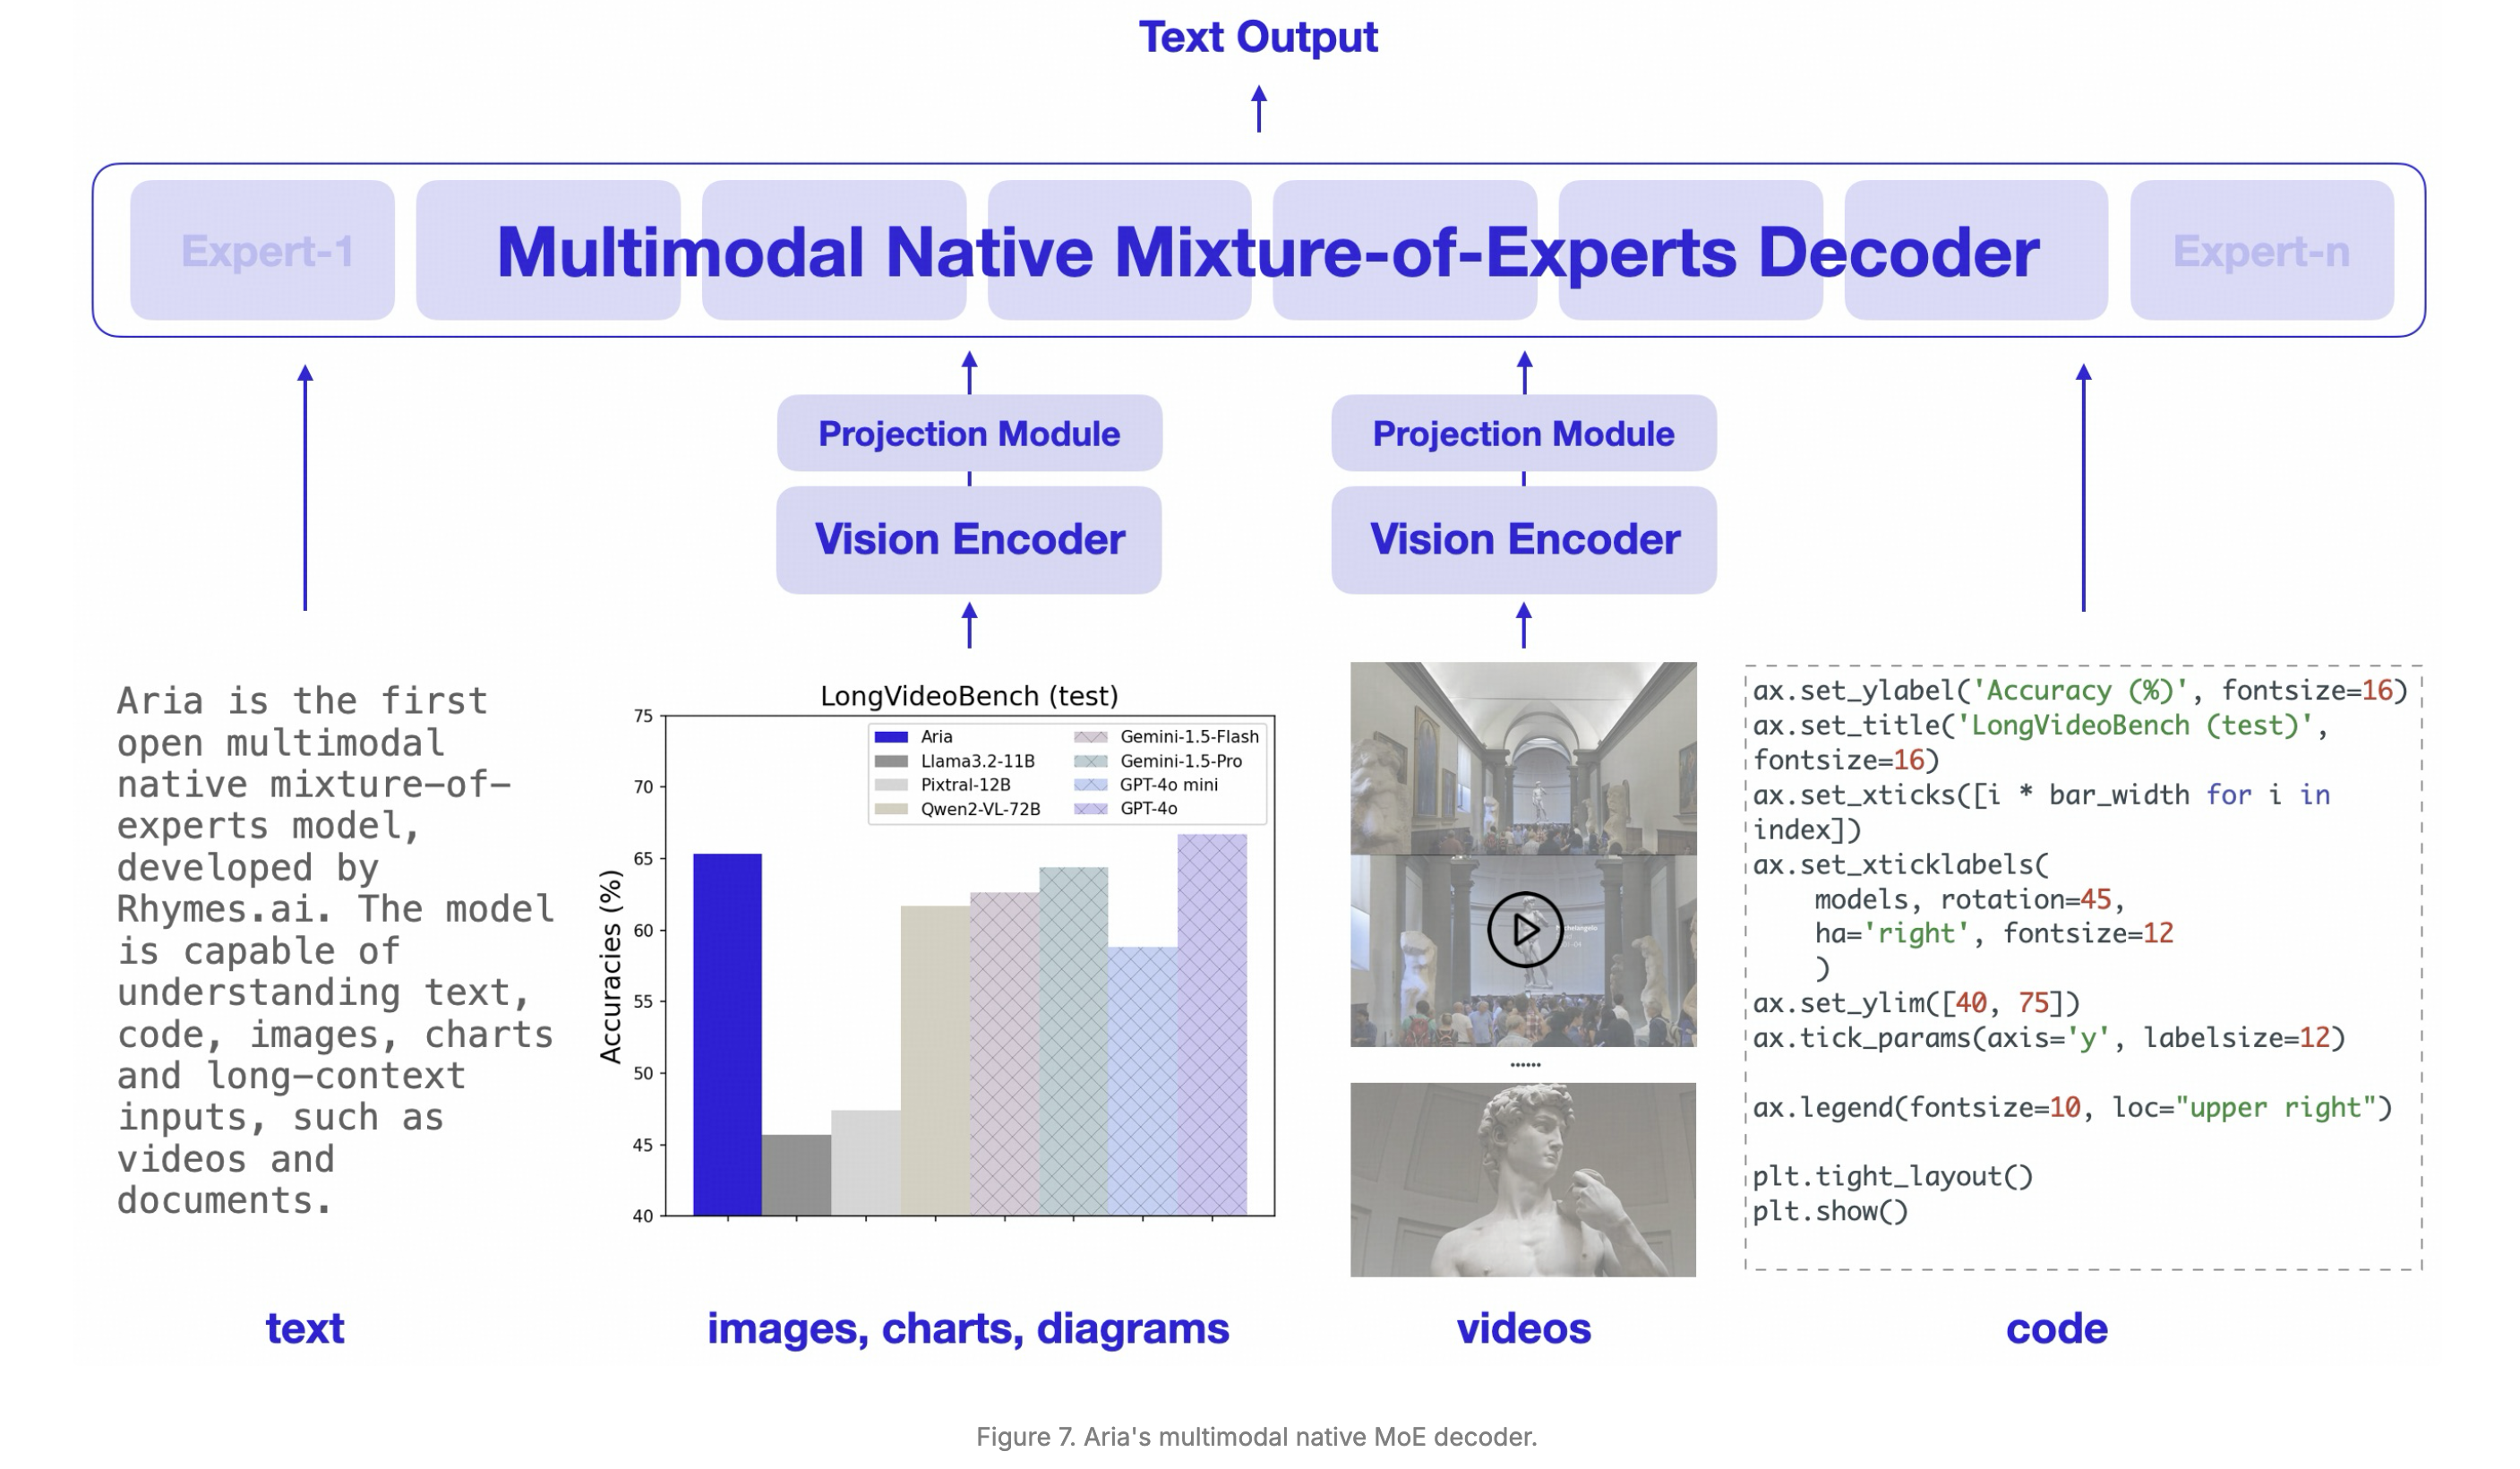 Text Output
Expert-1
Multimodal Native Mixture-of-Experts Decoder
Expert-n
Projection Module
Projection Module
Vision Encoder
Vision Encoder
Aria is the first
open multimodal
native mixture-of-
experts model,
developed by
Rhymes.ai. The model
is capable of
understanding text,
code, images, charts
and long-context
inputs, such as
videos and
documents.
LongVideoBench (test)
Accuracies (%)
75
70
65
60
55
50
45
40
Aria
Llama3.2-11B
Pixtral-12B
Qwen2-VL-72B
Gemini-1.5-Flash
Gemini-1.5-Pro
GPT-4o mini
GPT-4o
......
ax.set_ylabel('Accuracy (%)', fontsize=16)
ax.set_title('LongVideoBench (test)',
fontsize=16)
ax.set_xticks([i * bar_width for i in
index])
ax.set_xticklabels(
    models, rotation=45,
    ha='right', fontsize=12
    )
ax.set_ylim([40, 75])
ax.tick_params(axis='y', labelsize=12)
ax.legend(fontsize=10, loc="upper right")
plt.tight_layout()
plt.show()
text
images, charts, diagrams
videos
code
Figure 7. Aria's multimodal native MoE decoder.